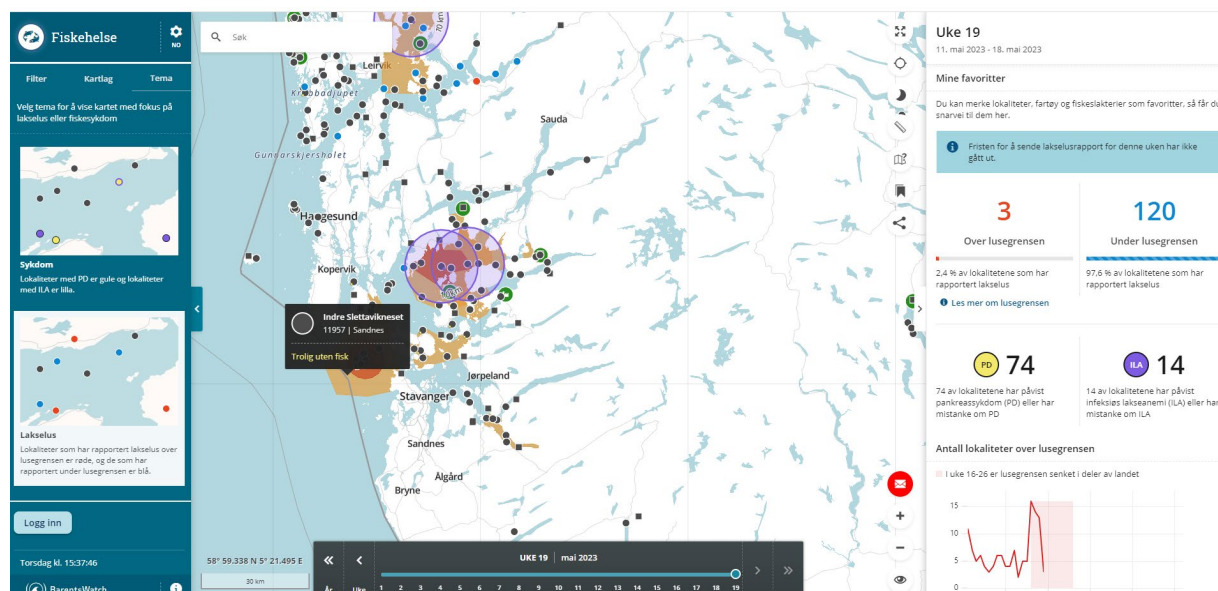 Fiskehelse
NO
Filter Kartlag Tema
Velg tema for å vise kartet med fokus på
lakselus eller fiskesykdom
Sykdom
Lokaliteter med PD er gule og lokaliteter
med ILA er lilla.
Lakselus
Lokaliteter som har rapportert lakselus over
lusegrensen er røde, og de som har
rapportert under lusegrensen er blå.
Logg inn
Torsdag kl. 15:37:46
BarentsWatch
Søk
70 km
Leirvik
Sauda
Gunnarskjersholet
Haugesund
Kopervik
Indre Slettavikneset
11957 | Sandnes
Trolig uten fisk
Jørpeland
Stavanger
Sandnes
Ålgård
Bryne
58° 59.338 N 5° 21.495 E
30 km
UKE 19 mai 2023
År Uke 1 2 3 4 5 6 7 8 9 10 11 12 13 14 15 16 17 18 19
Uke 19
11. mai 2023 - 18. mai 2023
Mine favoritter
Du kan merke lokaliteter, fartøy og fiskeslakterier som favoritter, så får du
snarvei til dem her.
Fristen for å sende lakselusrapport for denne uken har ikke
gått ut.
3 120
Over lusegrensen Under lusegrensen
2,4 % av lokalitetene som har
rapportert lakselus
97,6 % av lokalitetene som har
rapportert lakselus
Les mer om lusegrensen
PD 74
74 av lokalitetene har påvist
pankreassykdom (PD) eller har
mistanke om PD
ILA 14
14 av lokalitetene har påvist
infeksiøs lakseanemi (ILA) eller har
mistanke om ILA
Antall lokaliteter over lusegrensen
I uke 16-26 er lusegrensen senket i deler av landet
15
10
5
0